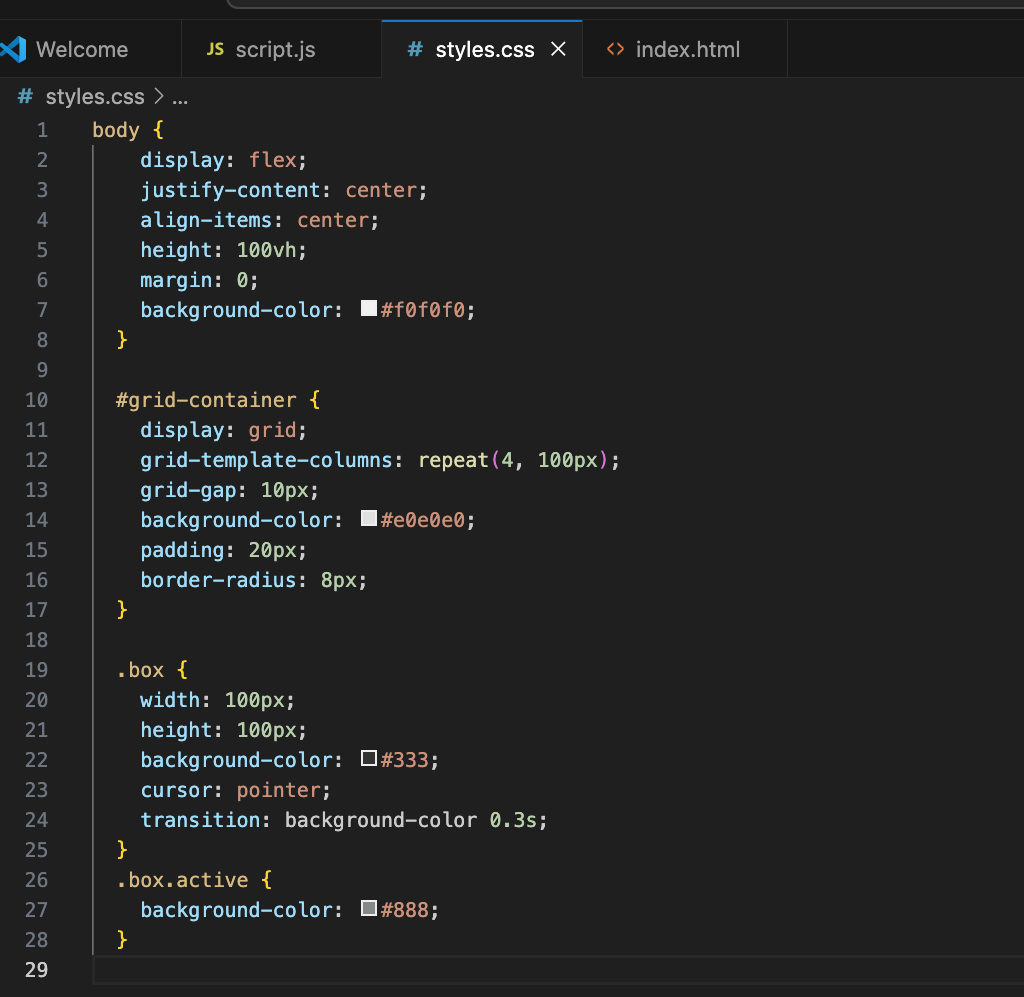 Welcome
JS script.js
# styles.css
<> index.html
# styles.css > ...
1 body {
2 display: flex;
3 justify-content: center;
4 align-items: center;
5 height: 100vh;
6 margin: 0;
7 background-color: #f0f0f0;
8 }
9
10 #grid-container {
11 display: grid;
12 grid-template-columns: repeat(4, 100px);
13 grid-gap: 10px;
14 background-color: #e0e0e0;
15 padding: 20px;
16 border-radius: 8px;
17 }
18
19 .box {
20 width: 100px;
21 height: 100px;
22 background-color: #333;
23 cursor: pointer;
24 transition: background-color 0.3s;
25 }
26 .box.active {
27 background-color: #888;
28 }
29